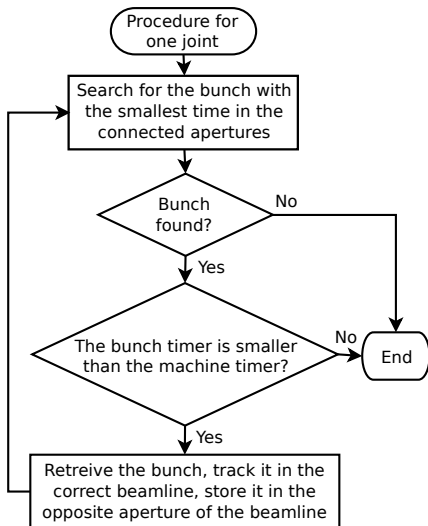 Procedure for
one joint
Search for the bunch with
the smallest time in the
connected apertures
Bunch
found?
No
Yes
The bunch timer is smaller
than the machine timer?
No
End
Yes
Retreive the bunch, track it in the
correct beamline, store it in the
opposite aperture of the beamline